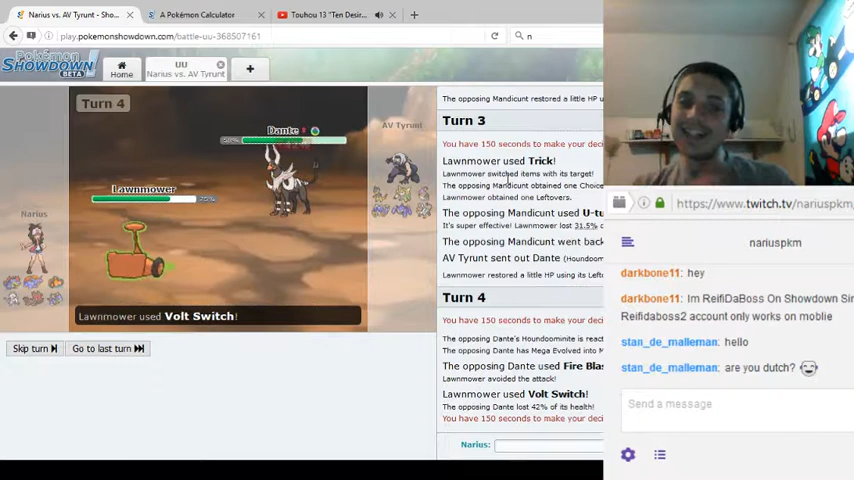 Narius vs. AV Tyrunt - Sho...
A Pokémon Calculator
Touhou 13 "Ten Desire
play.pokemonshowdown.com/battle-uu-368507161
n
Pokémon
SHOWDOWN!
BETA
Home
UU
Narius vs. AV Tyrunt
Turn 4
Dante
Lawnmower
75%
Narius
AV Tyrunt
Lawnmower used Volt Switch!
Skip turn
Go to last turn
The opposing Mandicunt restored a little HP u
Turn 3
You have 150 seconds to make your deci
Lawnmower used Trick!
Lawnmower switched items with its target!
The opposing Mandicunt obtained one Choice
Lawnmower obtained one Leftovers.
The opposing Mandicunt used U-tu
It's super effective! Lawnmower lost 31.5% o
The opposing Mandicunt went back
AV Tyrunt sent out Dante (Houndoom
Lawnmower restored a little HP using its Left
Turn 4
You have 150 seconds to make your deci
The opposing Dante's Houndoominite is reac
The opposing Dante has Mega Evolved into M
The opposing Dante used Fire Blas
Lawnmower avoided the attack!
Lawnmower used Volt Switch!
The opposing Dante lost 42% of its health!
You have 150 seconds to make your deci
Narius:
https://www.twitch.tv/nariuspkm
nariuspkm
darkbone11: hey
darkbone11: Im ReifiDaBoss On Showdown Sin
Reifidaboss2 account only works on moblie
stan_de_malleman: hello
stan_de_malleman: are you dutch?
Send a message